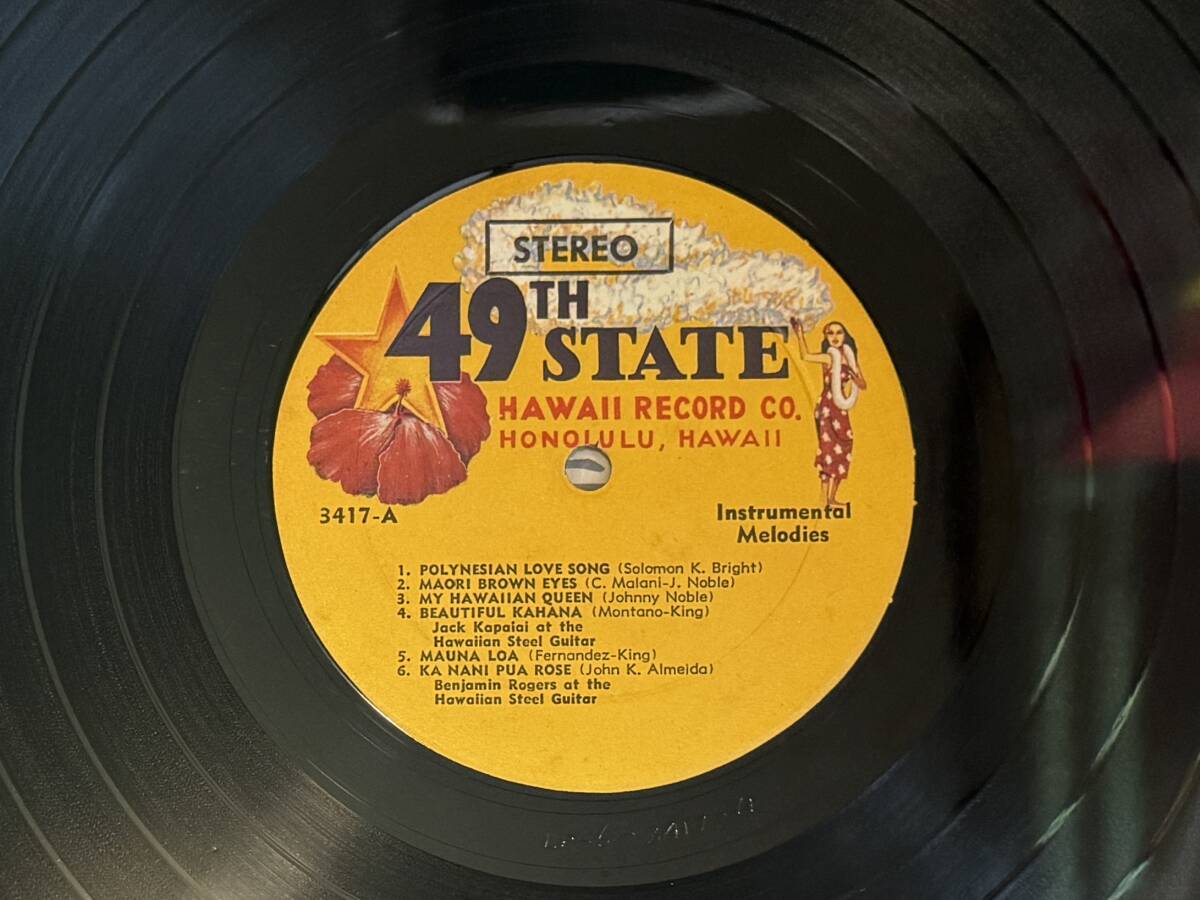 STEREO
49TH
STATE
HAWAII RECORD CO.
HONOLULU, HAWAII
3417-A
Instrumental
Melodies
1. POLYNESIAN LOVE SONG (Solomon K. Bright)
2. MAORI BROWN EYES (C. Malani-J. Noble)
3. MY HAWAIIAN QUEEN (Johnny Noble)
4. BEAUTIFUL KAHANA (Montano-King)
Jack Kapaiai at the
Hawaiian Steel Guitar
5. MAUNA LOA (Fernandez-King)
6. KA NANI PUA ROSE (John K. Almeida)
Benjamin Rogers at the
Hawaiian Steel Guitar